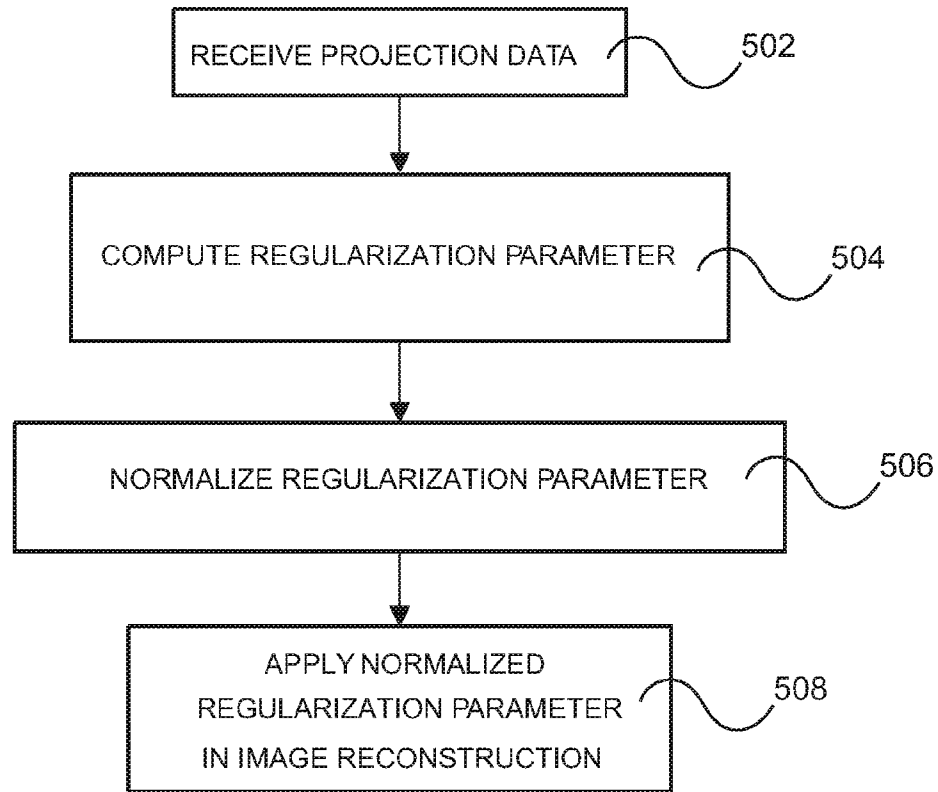 RECEIVE PROJECTION DATA
502
COMPUTE REGULARIZATION PARAMETER
504
NORMALIZE REGULARIZATION PARAMETER
506
APPLY NORMALIZED
REGULARIZATION PARAMETER
IN IMAGE RECONSTRUCTION
508